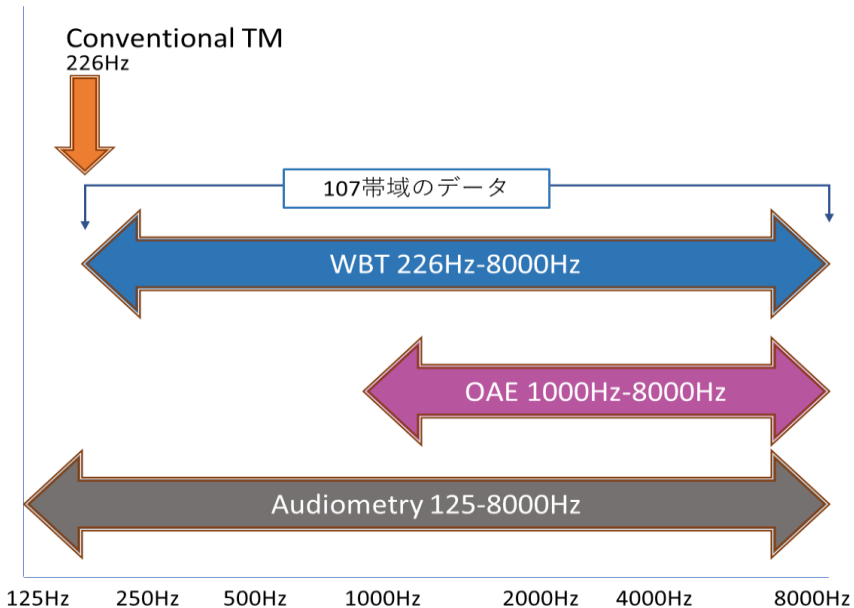 Conventional TM
226Hz
107帯域のデータ
WBT 226Hz-8000Hz
OAE 1000Hz-8000Hz
Audiometry 125-8000Hz
125Hz 250Hz 500Hz 1000Hz 2000Hz 4000Hz 8000Hz